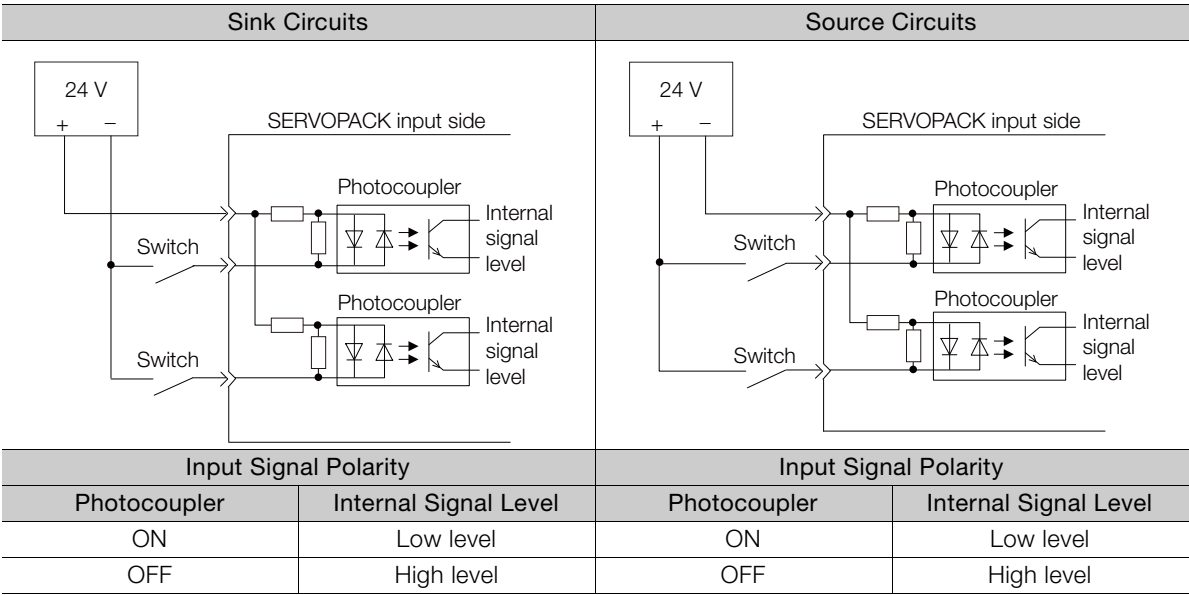 Sink Circuits
Source Circuits
24 V
+ −
SERVOPACK input side
Photocoupler
Internal
signal
level
Switch
Photocoupler
Internal
signal
level
Switch
24 V
+ −
SERVOPACK input side
Photocoupler
Internal
signal
level
Switch
Photocoupler
Internal
signal
level
Switch
Input Signal Polarity
Input Signal Polarity
Photocoupler Internal Signal Level Photocoupler Internal Signal Level
ON Low level ON Low level
OFF High level OFF High level